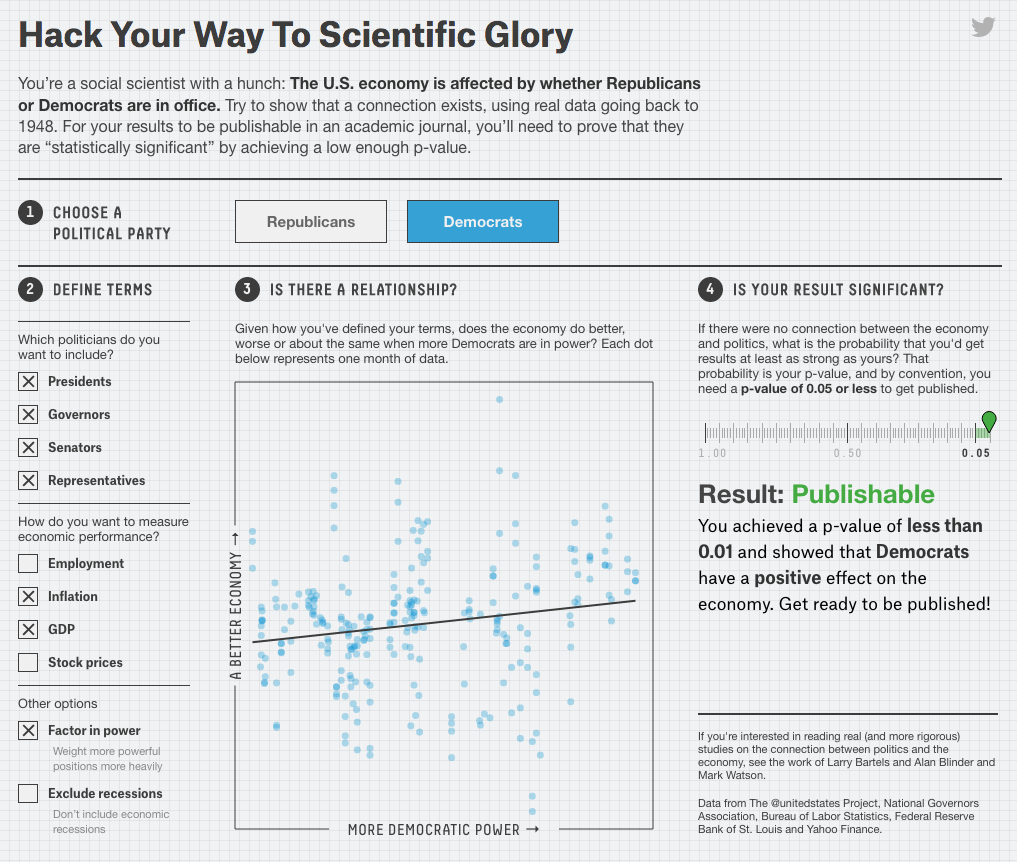 Hack Your Way To Scientific Glory
You’re a social scientist with a hunch: The U.S. economy is affected by whether Republicans
or Democrats are in office. Try to show that a connection exists, using real data going back to
1948. For your results to be publishable in an academic journal, you’ll need to prove that they
are “statistically significant” by achieving a low enough p-value.
1 CHOOSE A
POLITICAL PARTY
Republicans
Democrats
2 DEFINE TERMS
Which politicians do you
want to include?
Presidents
Governors
Senators
Representatives
How do you want to measure
economic performance?
Employment
Inflation
GDP
Stock prices
Other options
Factor in power
Weight more powerful
positions more heavily
Exclude recessions
Don’t include economic
recessions
3 IS THERE A RELATIONSHIP?
Given how you’ve defined your terms, does the economy do better,
worse or about the same when more Democrats are in power? Each dot
below represents one month of data.
A BETTER ECONOMY →
MORE DEMOCRATIC POWER →
4 IS YOUR RESULT SIGNIFICANT?
If there were no connection between the economy
and politics, what is the probability that you’d get
results at least as strong as yours? That
probability is your p-value, and by convention, you
need a p-value of 0.05 or less to get published.
1.00 0.50 0.05
Result: Publishable
You achieved a p-value of less than
0.01 and showed that Democrats
have a positive effect on the
economy. Get ready to be published!
If you’re interested in reading real (and more rigorous)
studies on the connection between politics and the
economy, see the work of Larry Bartels and Alan Blinder and
Mark Watson.
Data from The @unitedstates Project, National Governors
Association, Bureau of Labor Statistics, Federal Reserve
Bank of St. Louis and Yahoo Finance.